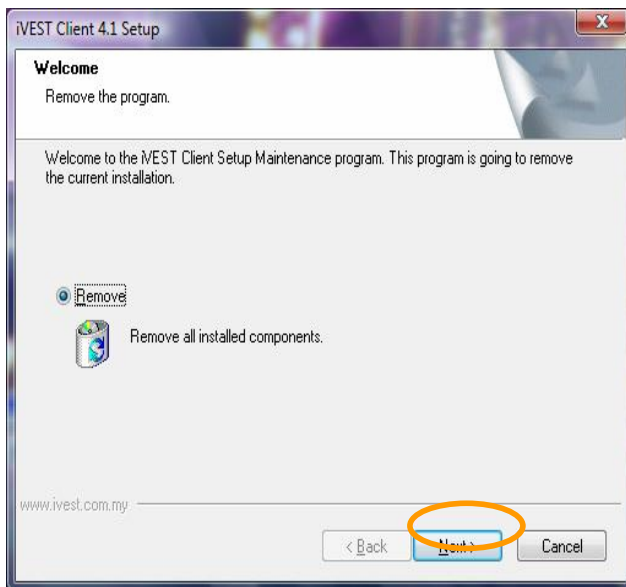 iVEST Client 4.1 Setup
Welcome
Remove the program.
Welcome to the iVEST Client Setup Maintenance program. This program is going to remove
the current installation.
Remove
Remove all installed components.
www.ivest.com.my
< Back Next > Cancel